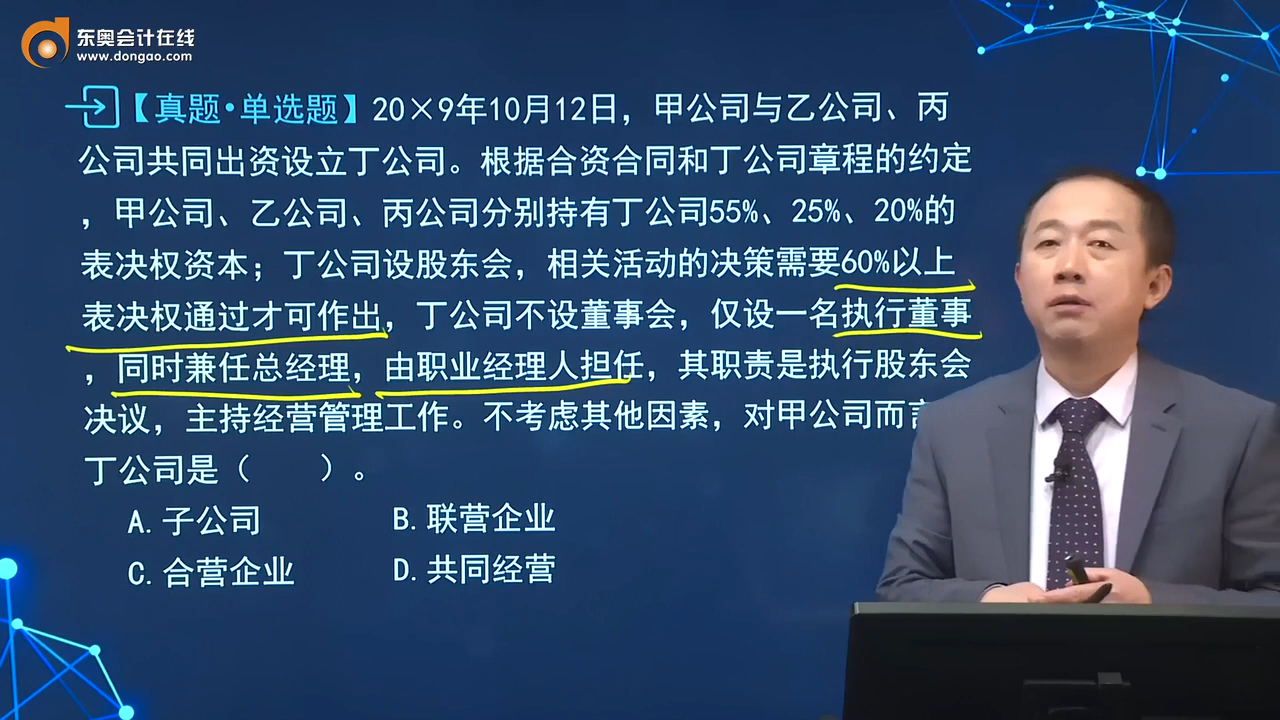 东奥会计在线
www.dongao.com
【真题·单选题】20×9年10月12日，甲公司与乙公司、丙
公司共同出资设立丁公司。根据合资合同和丁公司章程的约定
，甲公司、乙公司、丙公司分别持有丁公司55%、25%、20%的
表决权资本；丁公司设股东会，相关活动的决策需要60%以上
表决权通过才可作出，丁公司不设董事会，仅设一名执行董事
，同时兼任总经理，由职业经理人担任，其职责是执行股东会
决议，主持经营管理工作。不考虑其他因素，对甲公司而
丁公司是（　　）。
A.子公司
B.联营企业
C.合营企业
D.共同经营